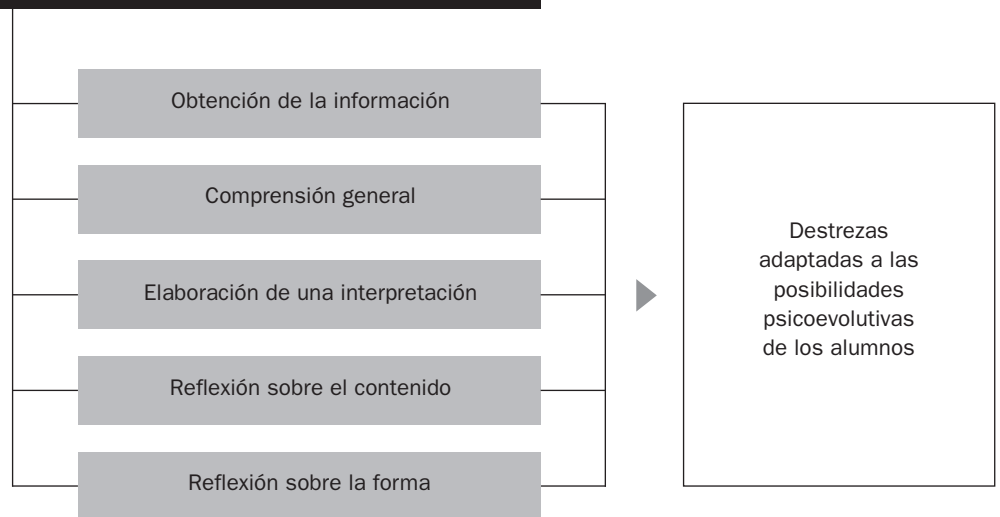 Obtención de la información
Comprensión general
Elaboración de una interpretación
Reflexión sobre el contenido
Reflexión sobre la forma
Destrezas
adaptadas a las
posibilidades
psicoevolutivas
de los alumnos